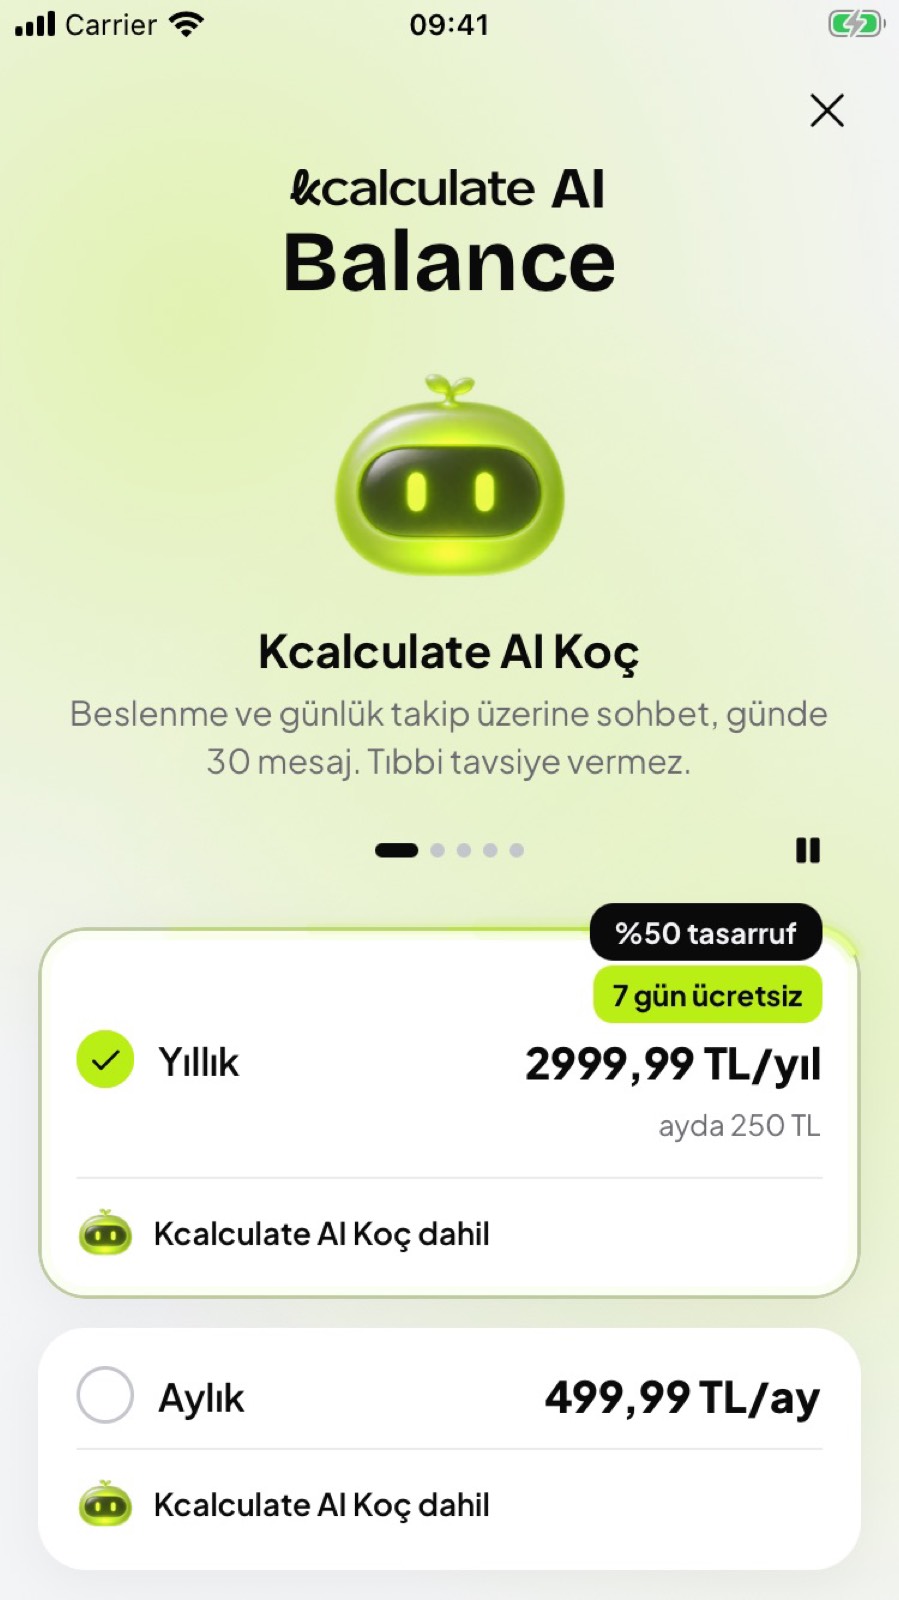 Carrier
09:41
kcalculate AI
Balance
Kcalculate AI Koç
Beslenme ve günlük takip üzerine sohbet, günde
30 mesaj. Tıbbi tavsiye vermez.
%50 tasarruf
7 gün ücretsiz
Yıllık 2999,99 TL/yıl
ayda 250 TL
Kcalculate AI Koç dahil
Aylık 499,99 TL/ay
Kcalculate AI Koç dahil